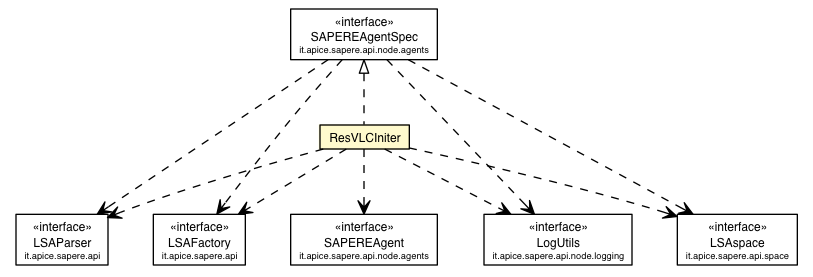 «interface»
SAPEREAgentSpec
it.apice.sapere.api.node.agents
ResVLCIniter
«interface»
LSAParser
it.apice.sapere.api
«interface»
LSAFactory
it.apice.sapere.api
«interface»
SAPEREAgent
it.apice.sapere.api.node.agents
«interface»
LogUtils
it.apice.sapere.api.node.logging
«interface»
LSAspace
it.apice.sapere.api.space